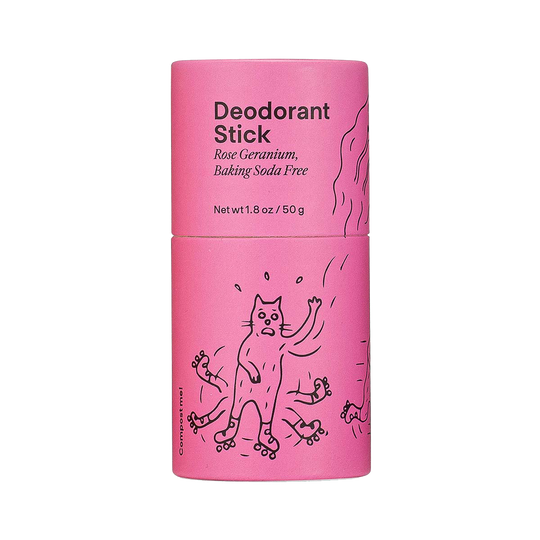 Deodorant
Stick
Rose Geranium,
Baking Soda Free
Net wt 1.8 oz / 50 g
Compost me!